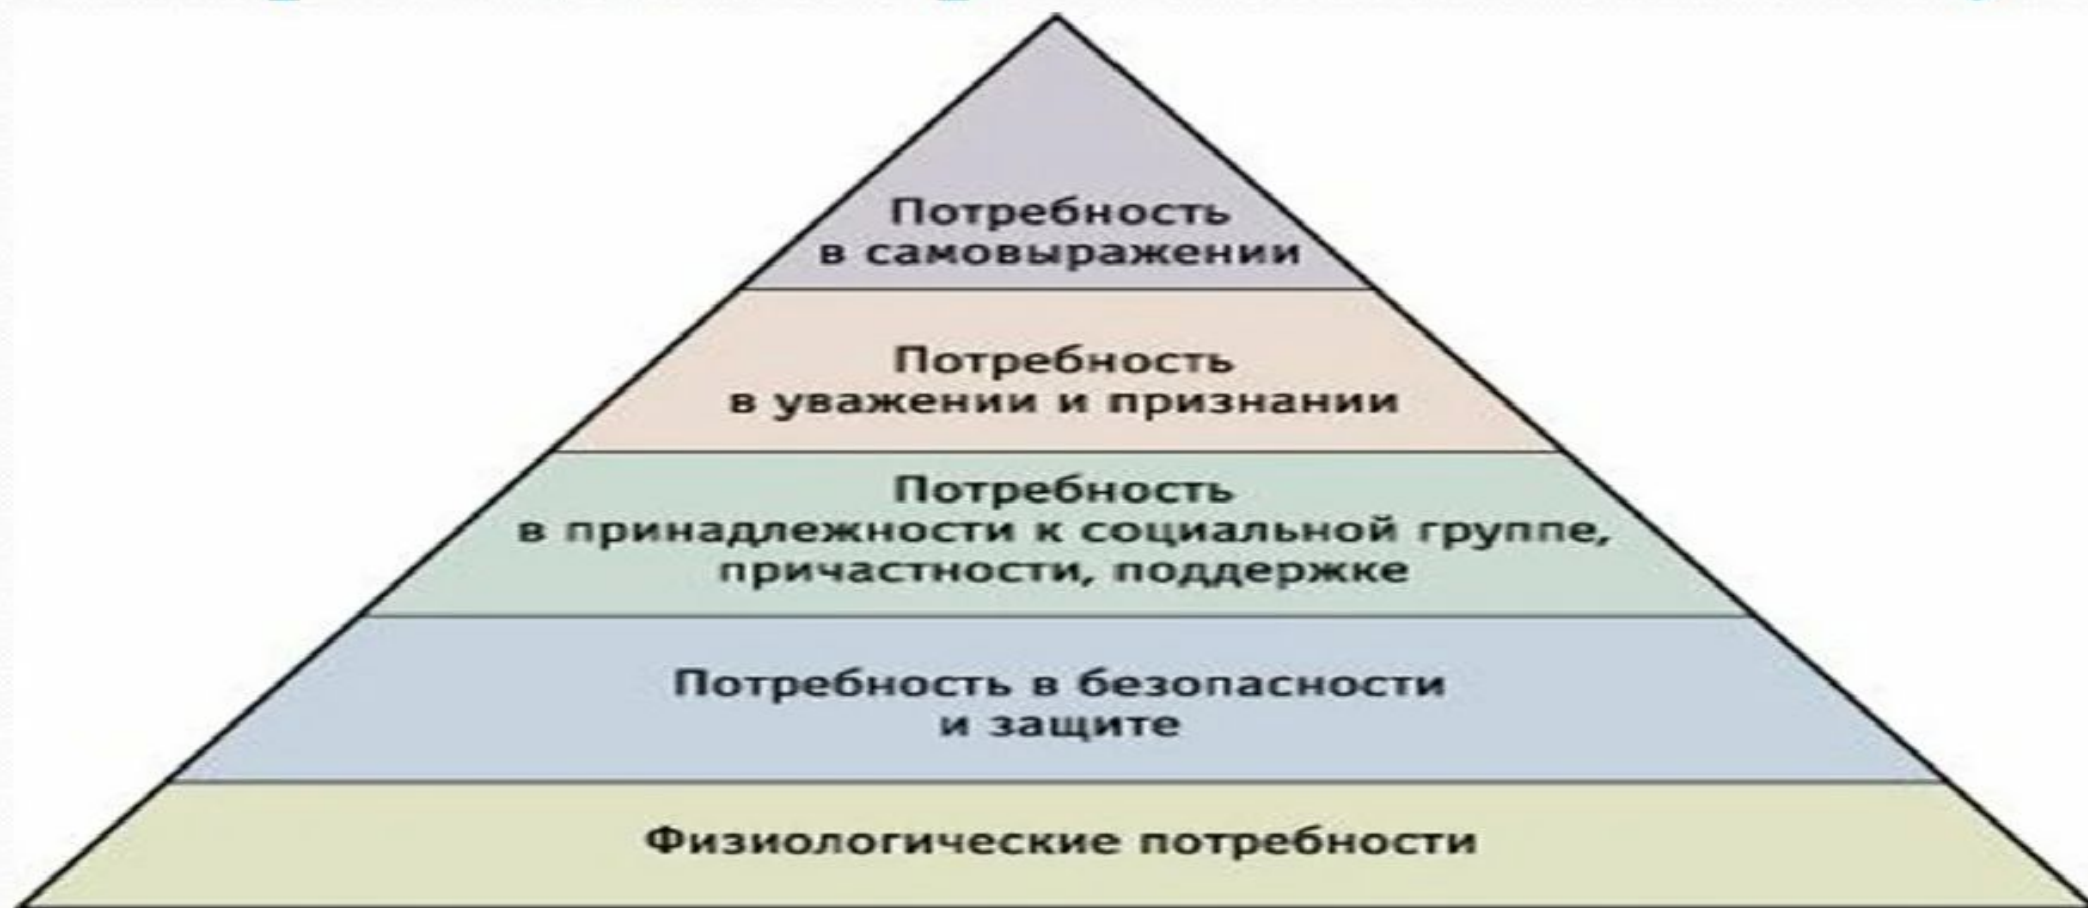 Потребность
в самовыражении
Потребность
в уважении и признании
Потребность
в принадлежности к социальной группе,
причастности, поддержке
Потребность в безопасности
и защите
Физиологические потребности